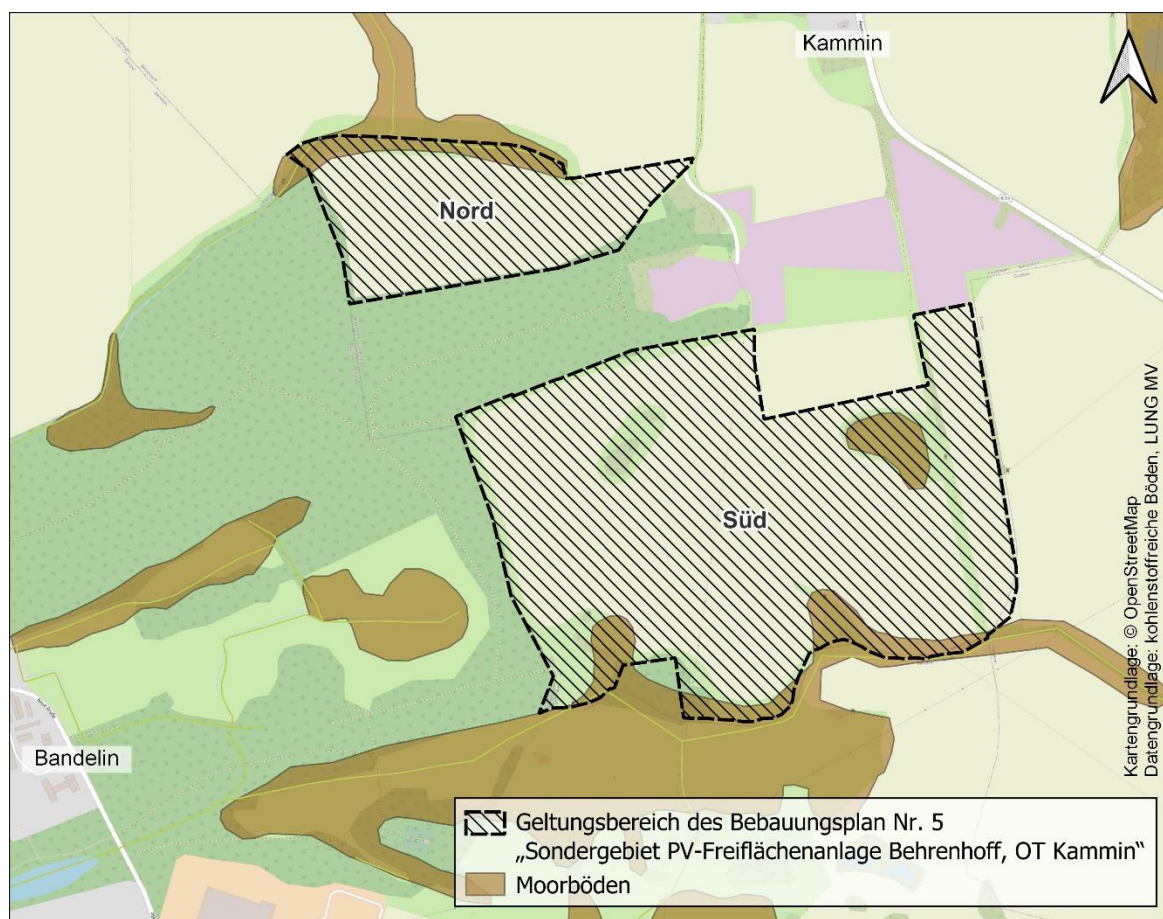 Kammin
Nord
Süd
Bandelin
Geltungsbereich des Bebauungsplan Nr. 5
„Sondergebiet PV-Freiflächenanlage Behrenhoff, OT Kammin“
Moorböden
Kartengrundlage: © OpenStreetMap
Datengrundlage: kohlenstoffreiche Böden, LUNG MV